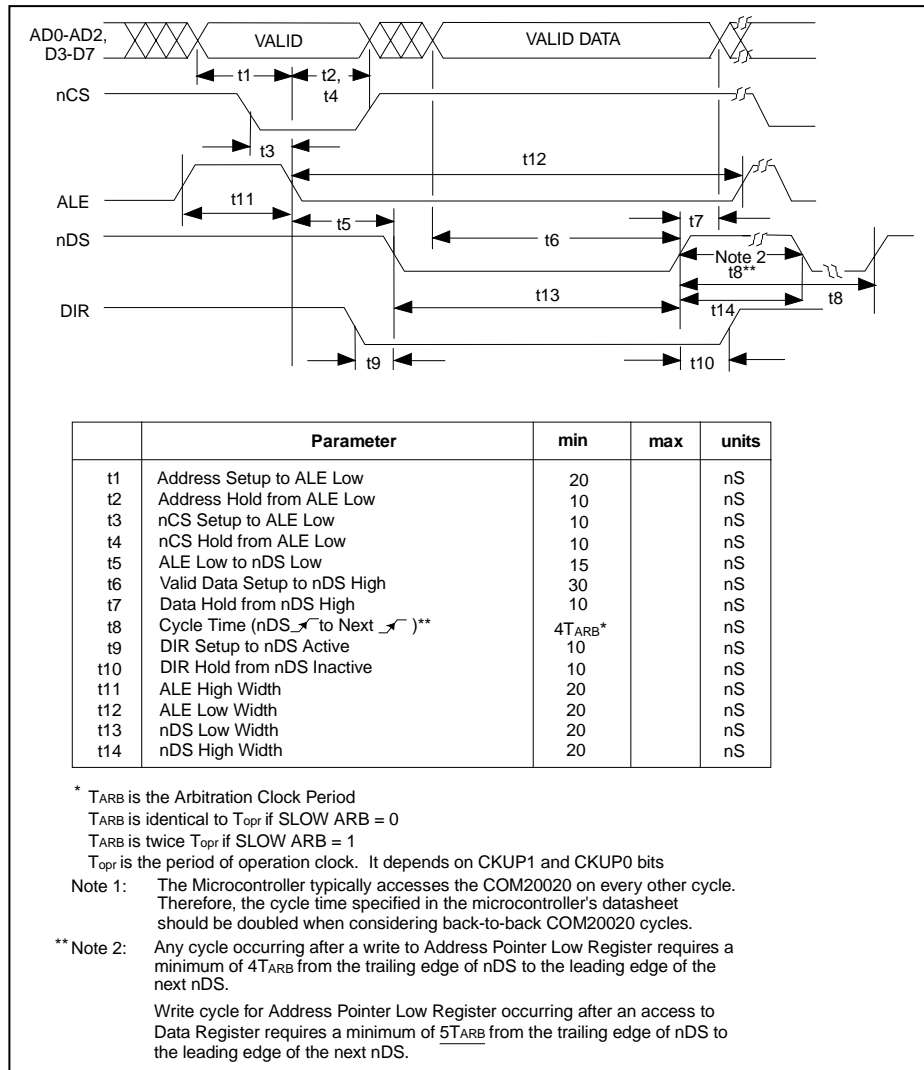 AD0-AD2,
D3-D7
VALID
VALID DATA
t1
t2,
t4
nCS
t3
t12
ALE
t11
t5
t7
nDS
t6
Note 2
t8**
t8
t13
t14
DIR
t9
t10
Parameter min max units
t1 Address Setup to ALE Low 20 nS
t2 Address Hold from ALE Low 10 nS
t3 nCS Setup to ALE Low 10 nS
t4 nCS Hold from ALE Low 10 nS
t5 ALE Low to nDS Low 15 nS
t6 Valid Data Setup to nDS High 30 nS
t7 Data Hold from nDS High 10 nS
t8 Cycle Time (nDS to Next )** 4TARB* nS
t9 DIR Setup to nDS Active 10 nS
t10 DIR Hold from nDS Inactive 10 nS
t11 ALE High Width 20 nS
t12 ALE Low Width 20 nS
t13 nDS Low Width 20 nS
t14 nDS High Width 20 nS
* TARB is the Arbitration Clock Period
TARB is identical to Topr if SLOW ARB = 0
TARB is twice Topr if SLOW ARB = 1
Topr is the period of operation clock. It depends on CKUP1 and CKUP0 bits
Note 1: The Microcontroller typically accesses the COM20020 on every other cycle.
Therefore, the cycle time specified in the microcontroller's datasheet
should be doubled when considering back-to-back COM20020 cycles.
** Note 2: Any cycle occurring after a write to Address Pointer Low Register requires a
minimum of 4TARB from the trailing edge of nDS to the leading edge of the
next nDS.
Write cycle for Address Pointer Low Register occurring after an access to
Data Register requires a minimum of 5TARB from the trailing edge of nDS to
the leading edge of the next nDS.